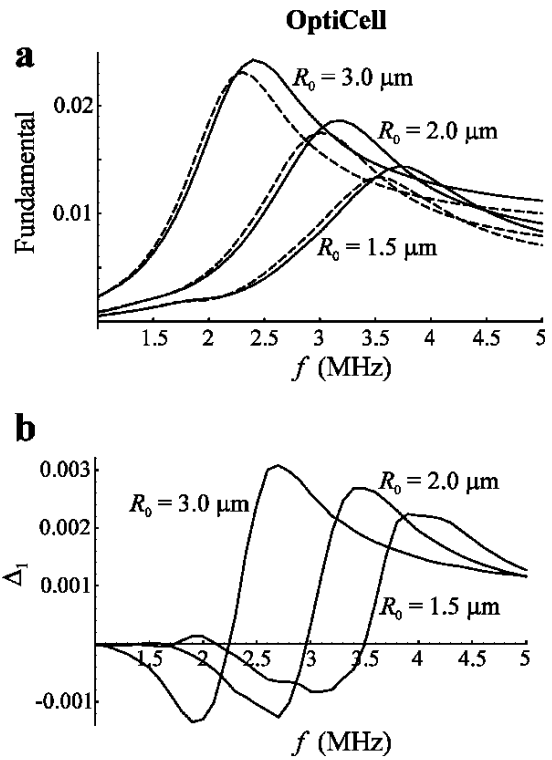 OptiCell
a
Fundamental
0.02
0.01
R₀ = 3.0 μm
R₀ = 2.0 μm
R₀ = 1.5 μm
1.5 2 2.5 3 3.5 4 4.5 5
f (MHz)
b
Δ₁
0.003
0.002
0.001
-0.001
R₀ = 3.0 μm
R₀ = 2.0 μm
R₀ = 1.5 μm
1.5 2 2.5 3 3.5 4 4.5 5
f (MHz)